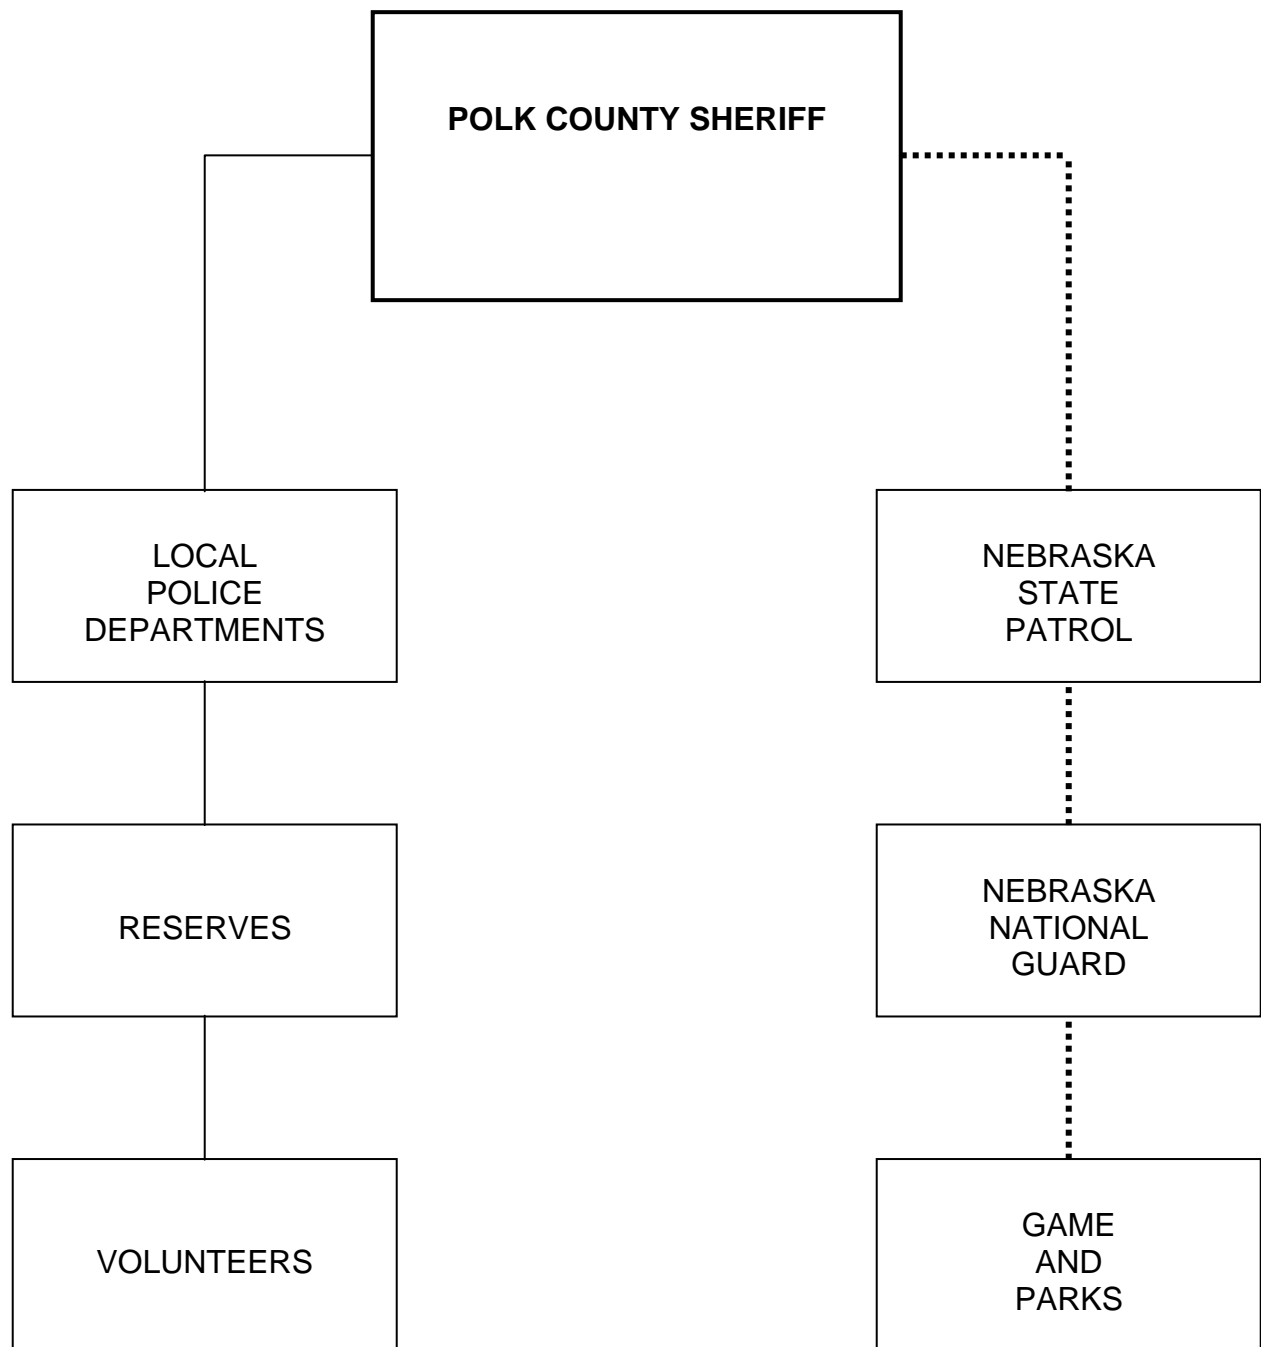 POLK COUNTY SHERIFF
LOCAL
POLICE
DEPARTMENTS
NEBRASKA
STATE
PATROL
RESERVES
NEBRASKA
NATIONAL
GUARD
VOLUNTEERS
GAME
AND
PARKS